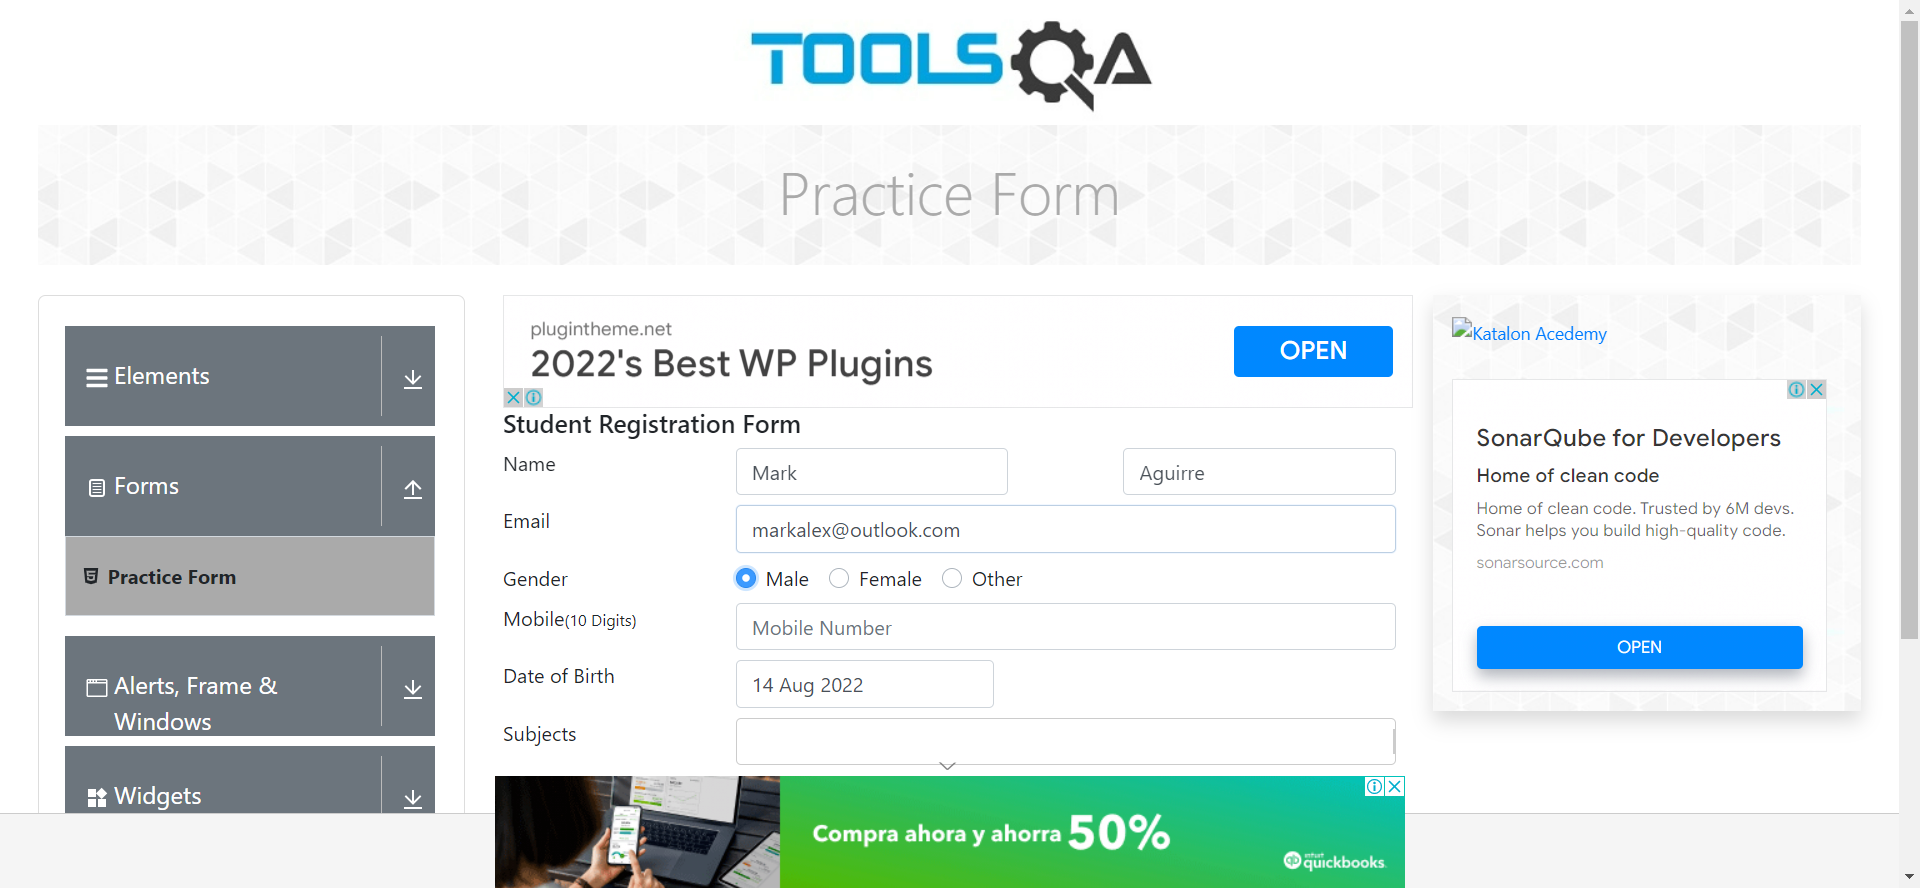 TOOLSQA
Practice Form
Elements
Forms
Practice Form
Alerts, Frame &
Windows
Widgets
plugintheme.net
2022's Best WP Plugins
OPEN
Student Registration Form
Name
Mark
Aguirre
Email
markalex@outlook.com
Gender
Male
Female
Other
Mobile(10 Digits)
Mobile Number
Date of Birth
14 Aug 2022
Subjects
Compra ahora y ahorra 50%
intuit
quickbooks.
Katalon Acedemy
SonarQube for Developers
Home of clean code
Home of clean code. Trusted by 6M devs.
Sonar helps you build high-quality code.
sonarsource.com
OPEN